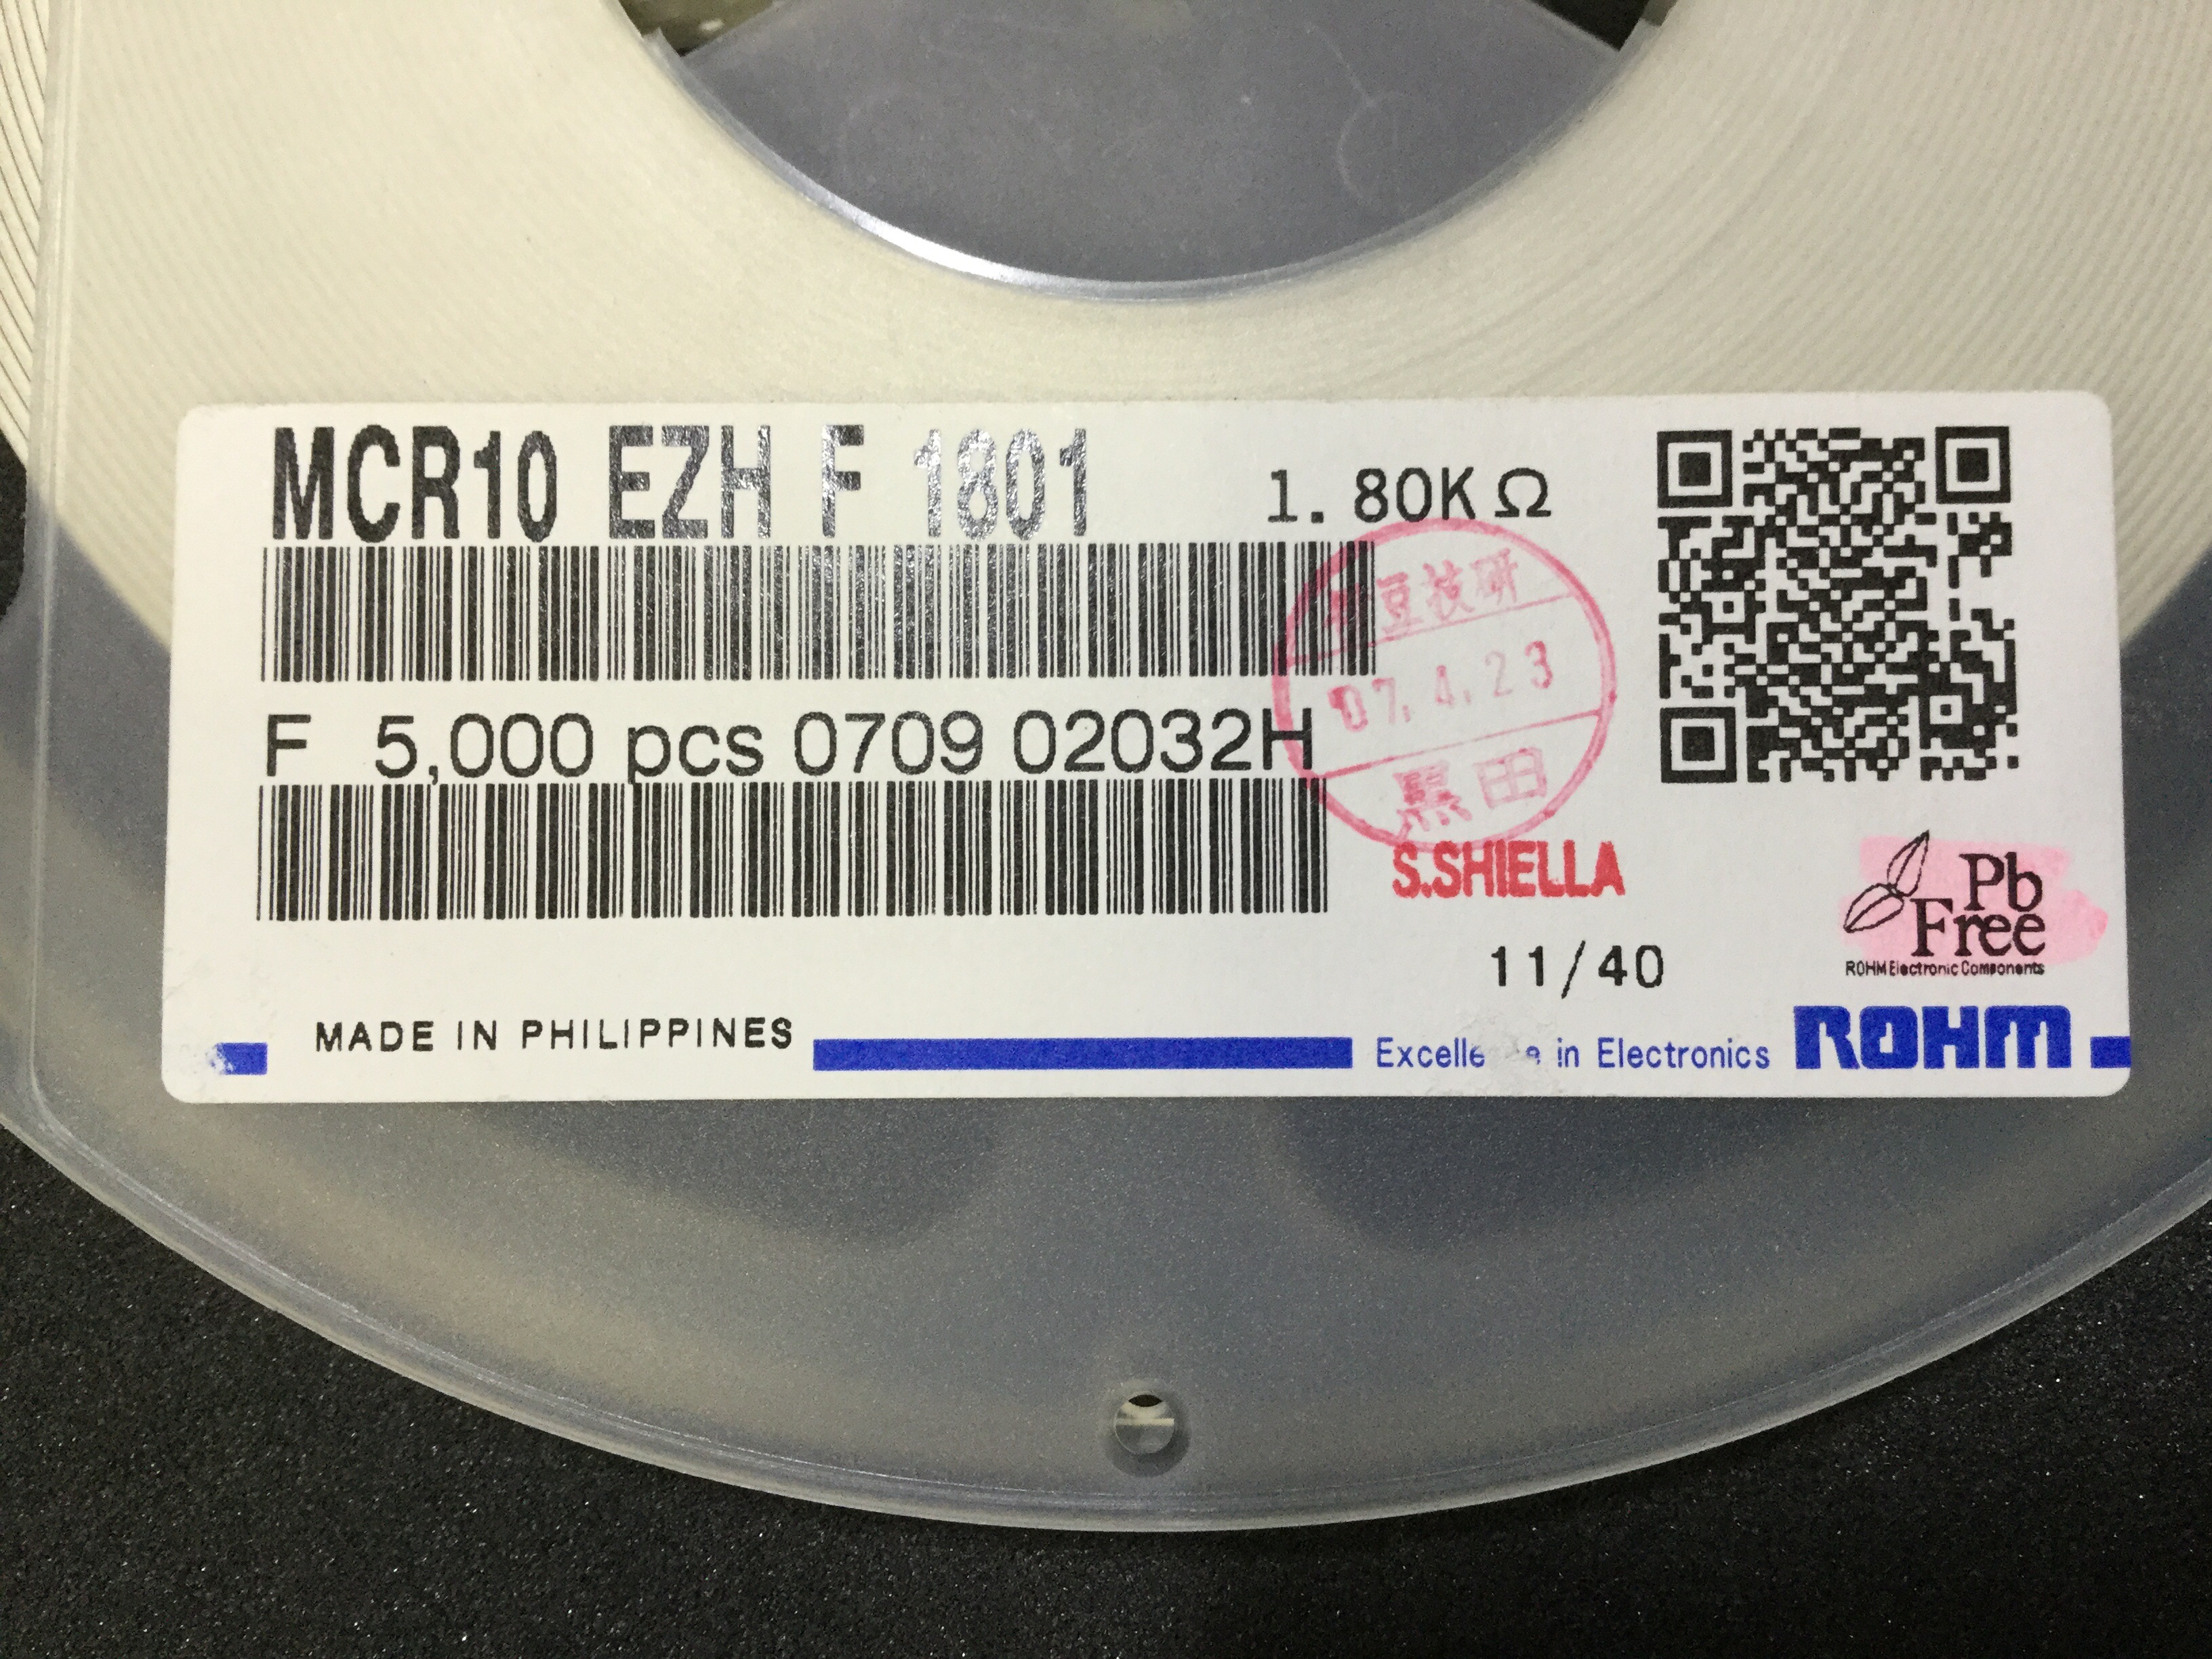 MCR10 EZH F 1801 1.80KΩ
豆技研
07.4.23
F 5,000 pcs 0709 02032H
黒田
S.SHIELLA
Pb
Free
ROHM Electronic Components
11/40
MADE IN PHILIPPINES
in Electronics ROHM